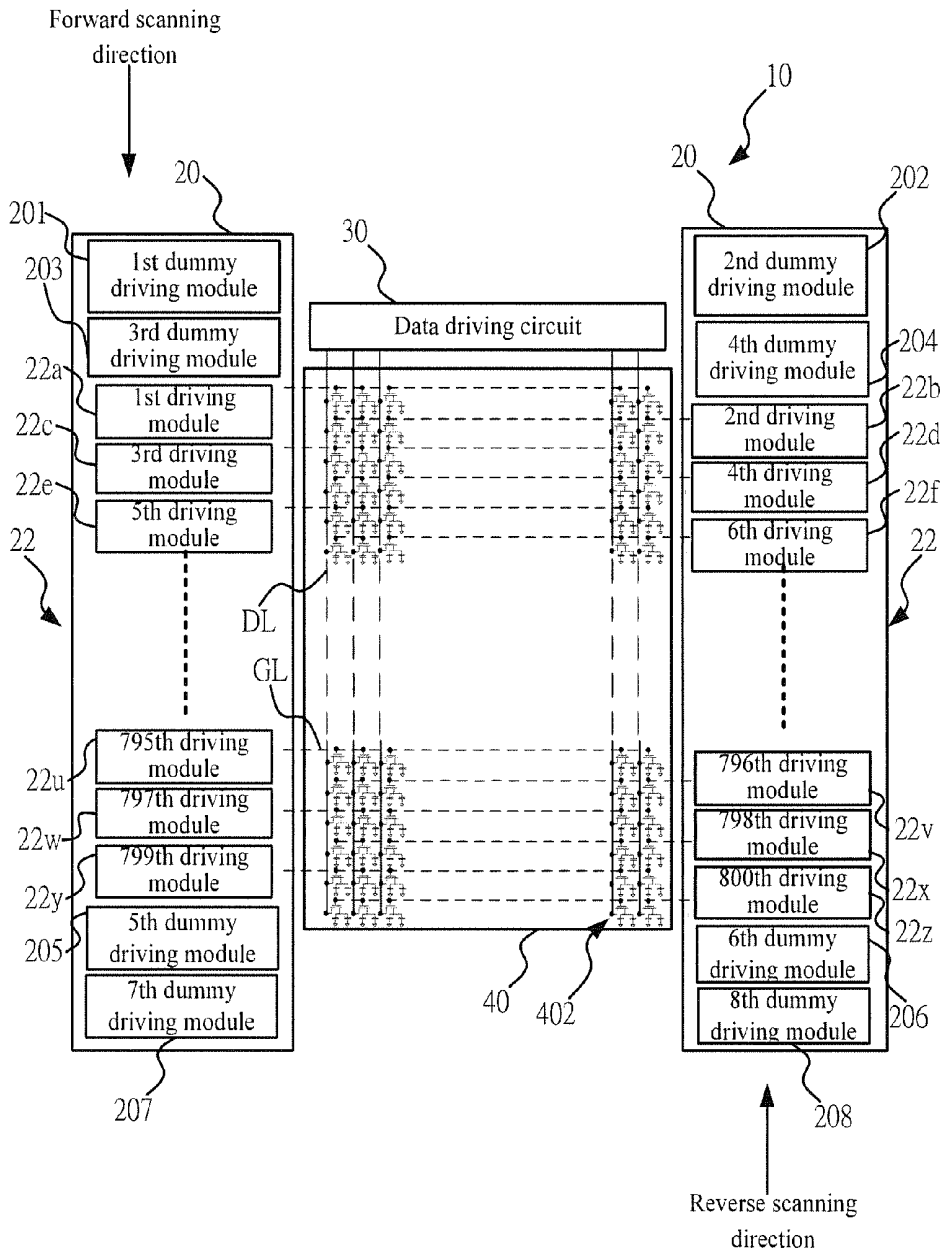 Forward scanning
direction
10
20
20
201
202
203
30
1st dummy
driving module
2nd dummy
driving module
Data driving circuit
3rd dummy
driving module
4th dummy
driving module
204
22a
22b
1st driving
module
2nd driving
module
22c
22d
3rd driving
module
4th driving
module
22e
22f
5th driving
module
6th driving
module
22
22
DL
GL
795th driving
module
796th driving
module
22u
22v
797th driving
module
798th driving
module
22w
22x
799th driving
module
800th driving
module
22y
22z
205
5th dummy
driving module
6th dummy
driving module
206
7th dummy
driving module
8th dummy
driving module
40
402
207
208
Reverse scanning
direction